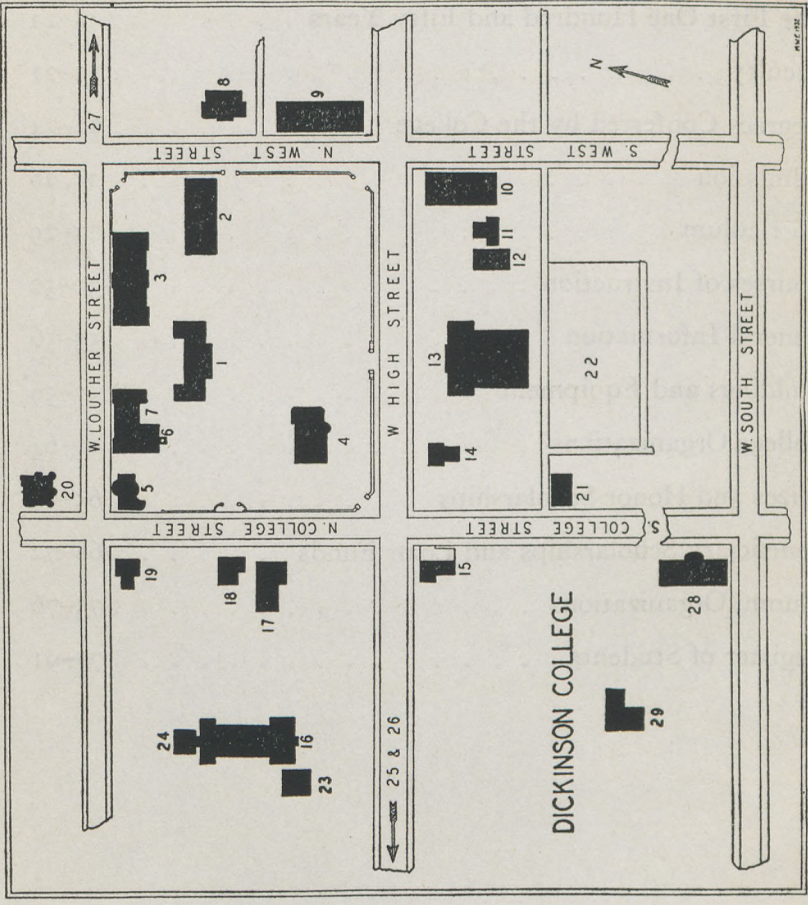 DICKINSON COLLEGE
W. LOUTHER STREET
W HIGH STREET
W. SOUTH STREET
N. WEST STREET
S. WEST STREET
N. COLLEGE STREET
S. COLLEGE STREET
N
27
8
9
2
3
1
7
6
5
4
20
10
11
12
13
14
22
21
19
18
17
15
28
24
16
23
25 & 26
29